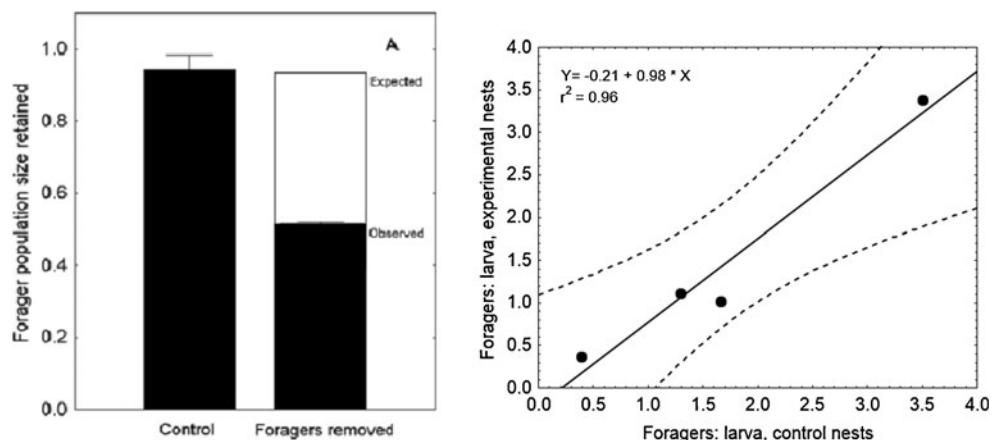 A
1.0
0.8
0.6
0.4
0.2
0.0
Forager population size retained
Expected
Observed
Control
Foragers removed
4.0
3.5
3.0
2.5
2.0
1.5
1.0
0.5
0.0
Foragers: larva, experimental nests
Y= -0.21 + 0.98 * X
r² = 0.96
0.0 0.5 1.0 1.5 2.0 2.5 3.0 3.5 4.0
Foragers: larva, control nests